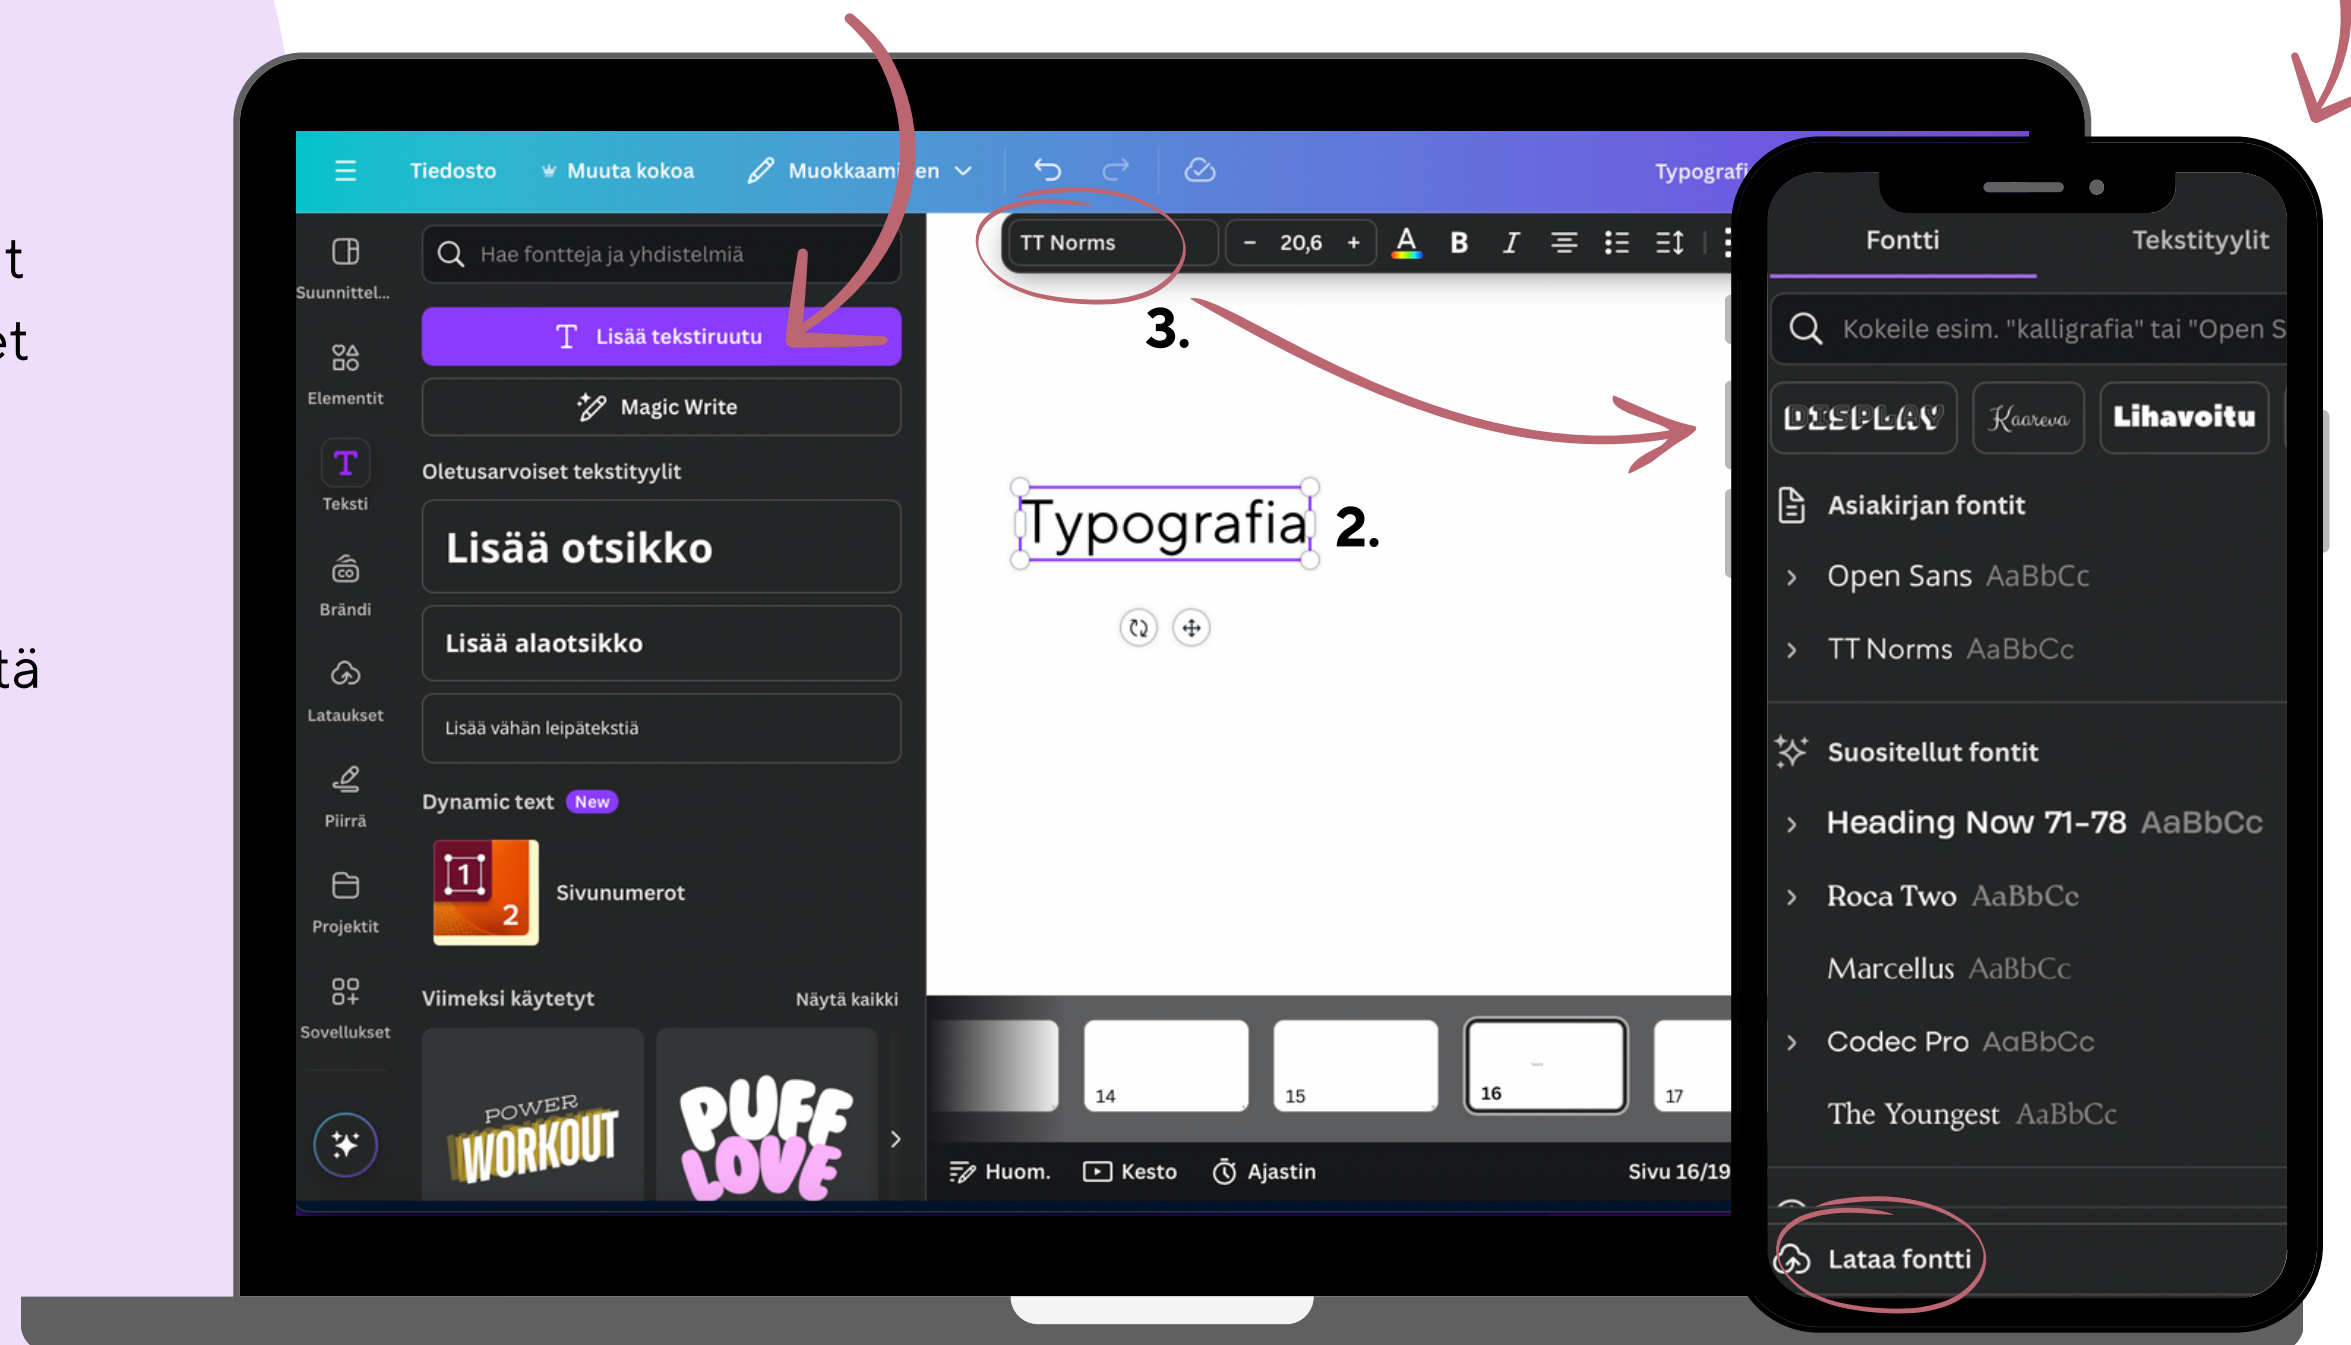 t
et
tä
Tiedosto
Muuta kokoa
Typografi
Suunnittel...
Elementit
Teksti
Brändi
Lataukset
Piirrä
Projektit
Sovellukset
Hae fontteja ja yhdistelmiä
Lisää tekstiruutu
Magic Write
Oletusarvoiset tekstityylit
Lisää otsikko
Lisää alaotsikko
Lisää vähän leipätekstiä
Dynamic text New
1
2
Sivunumerot
Viimeksi käytetyt Näytä kaikki
POWER
WORKOUT
PUFF
LOVE
TT Norms - 20,6 + A B I
3.
Typografia 2.
14 15 16 17
Huom. Kesto Ajastin Sivu 16/19
Fontti Tekstityylit
Kokeile esim. "kalligrafia" tai "Open S
DISPLAY Kaareva Lihavoitu
Asiakirjan fontit
Open Sans AaBbCc
TT Norms AaBbCc
Suositellut fontit
Heading Now 71-78 AaBbCc
Roca Two AaBbCc
Marcellus AaBbCc
Codec Pro AaBbCc
The Youngest AaBbCc
Lataa fontti